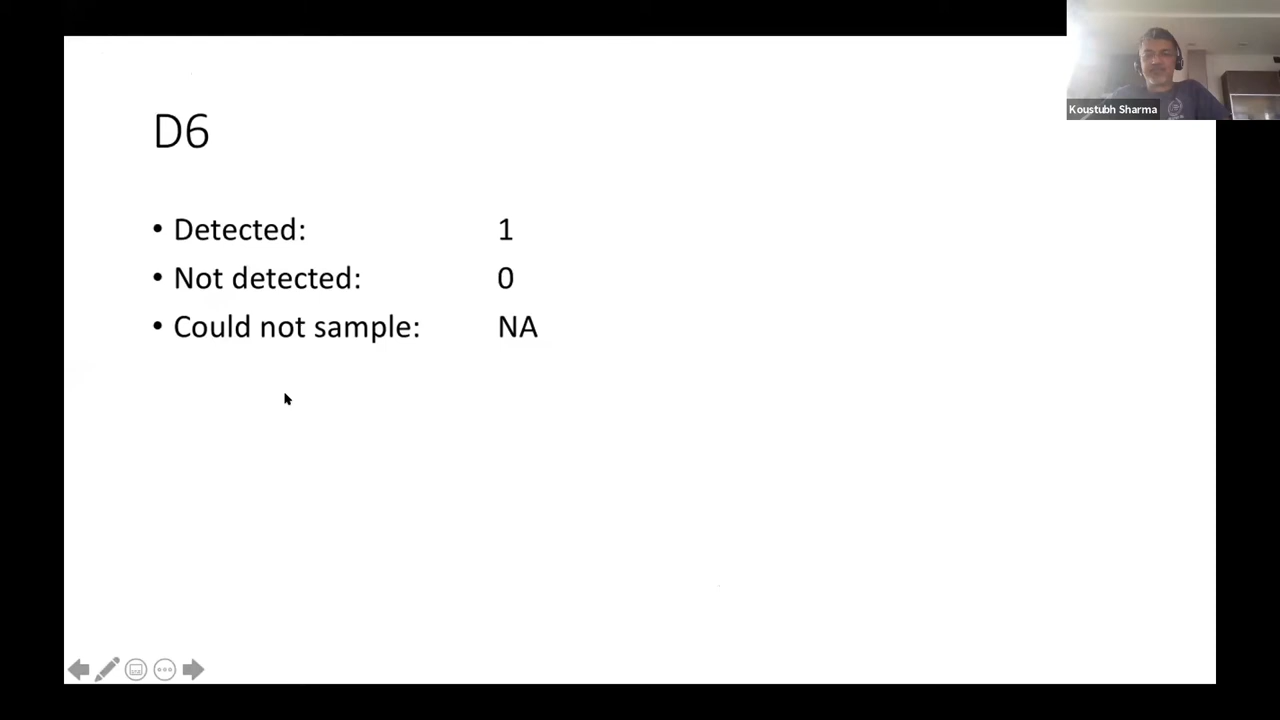 Koustubh Sharma
D6
• Detected: 1
• Not detected: 0
• Could not sample: NA